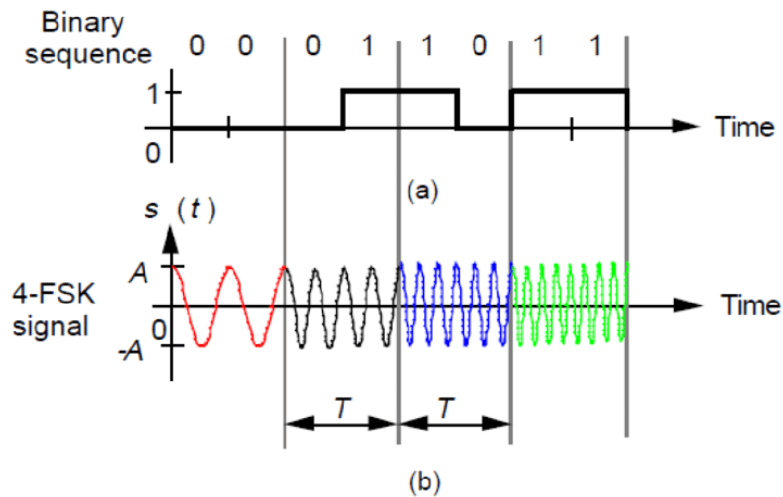 Binary
sequence
0 0 0 1 1 0 1 1
1
0
Time
(a)
s (t)
4-FSK
signal
A
0
-A
Time
T T
(b)